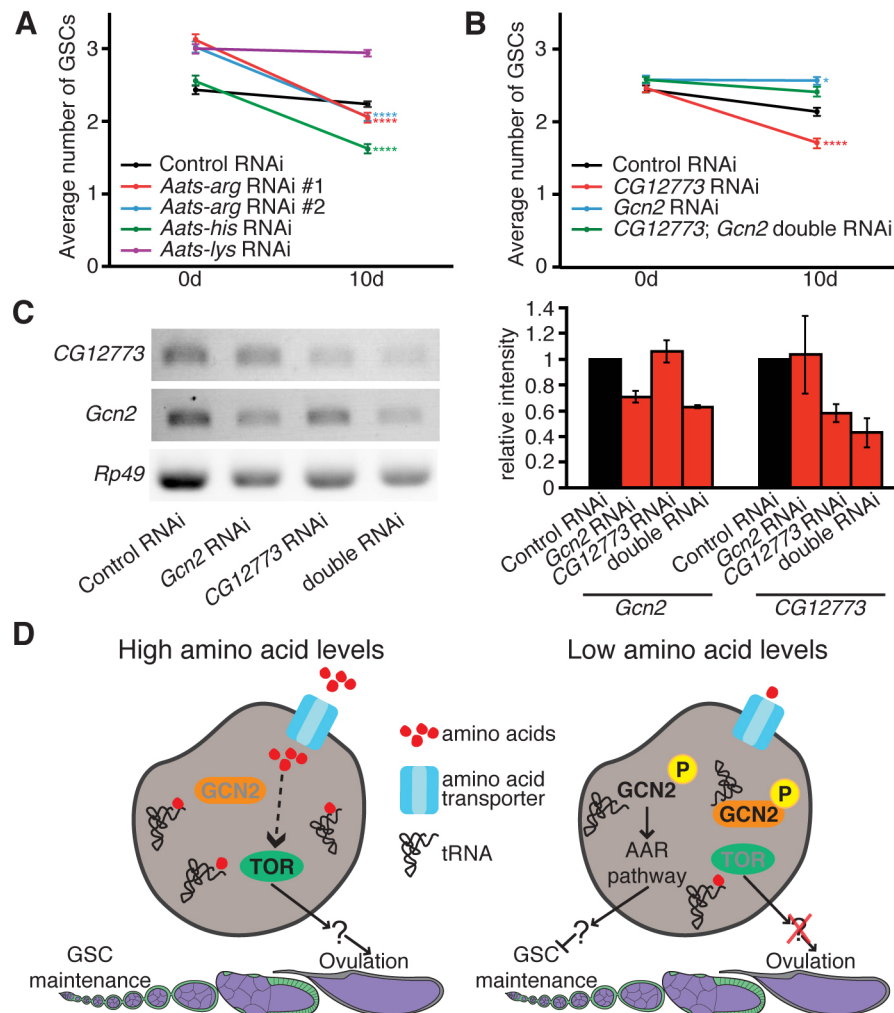 A
Average number of GSCs
3
2
1
0
0d
10d
****
****
****
Control RNAi
Aats-arg RNAi #1
Aats-arg RNAi #2
Aats-his RNAi
Aats-lys RNAi
B
Average number of GSCs
3
2
1
0
0d
10d
*
****
Control RNAi
CG12773 RNAi
Gcn2 RNAi
CG12773; Gcn2 double RNAi
C
CG12773
Gcn2
Rp49
Control RNAi
Gcn2 RNAi
CG12773 RNAi
double RNAi
relative intensity
1.4
1.2
1
0.8
0.6
0.4
0.2
0
Control RNAi
Gcn2 RNAi
CG12773 RNAi
double RNAi
Gcn2
Control RNAi
Gcn2 RNAi
CG12773 RNAi
double RNAi
CG12773
D
High amino acid levels
GCN2
TOR
?
GSC
maintenance
Ovulation
amino acids
amino acid
transporter
tRNA
Low amino acid levels
P
GCN2
P
GCN2
AAR
pathway
TOR
?
?
GSC
maintenance
Ovulation